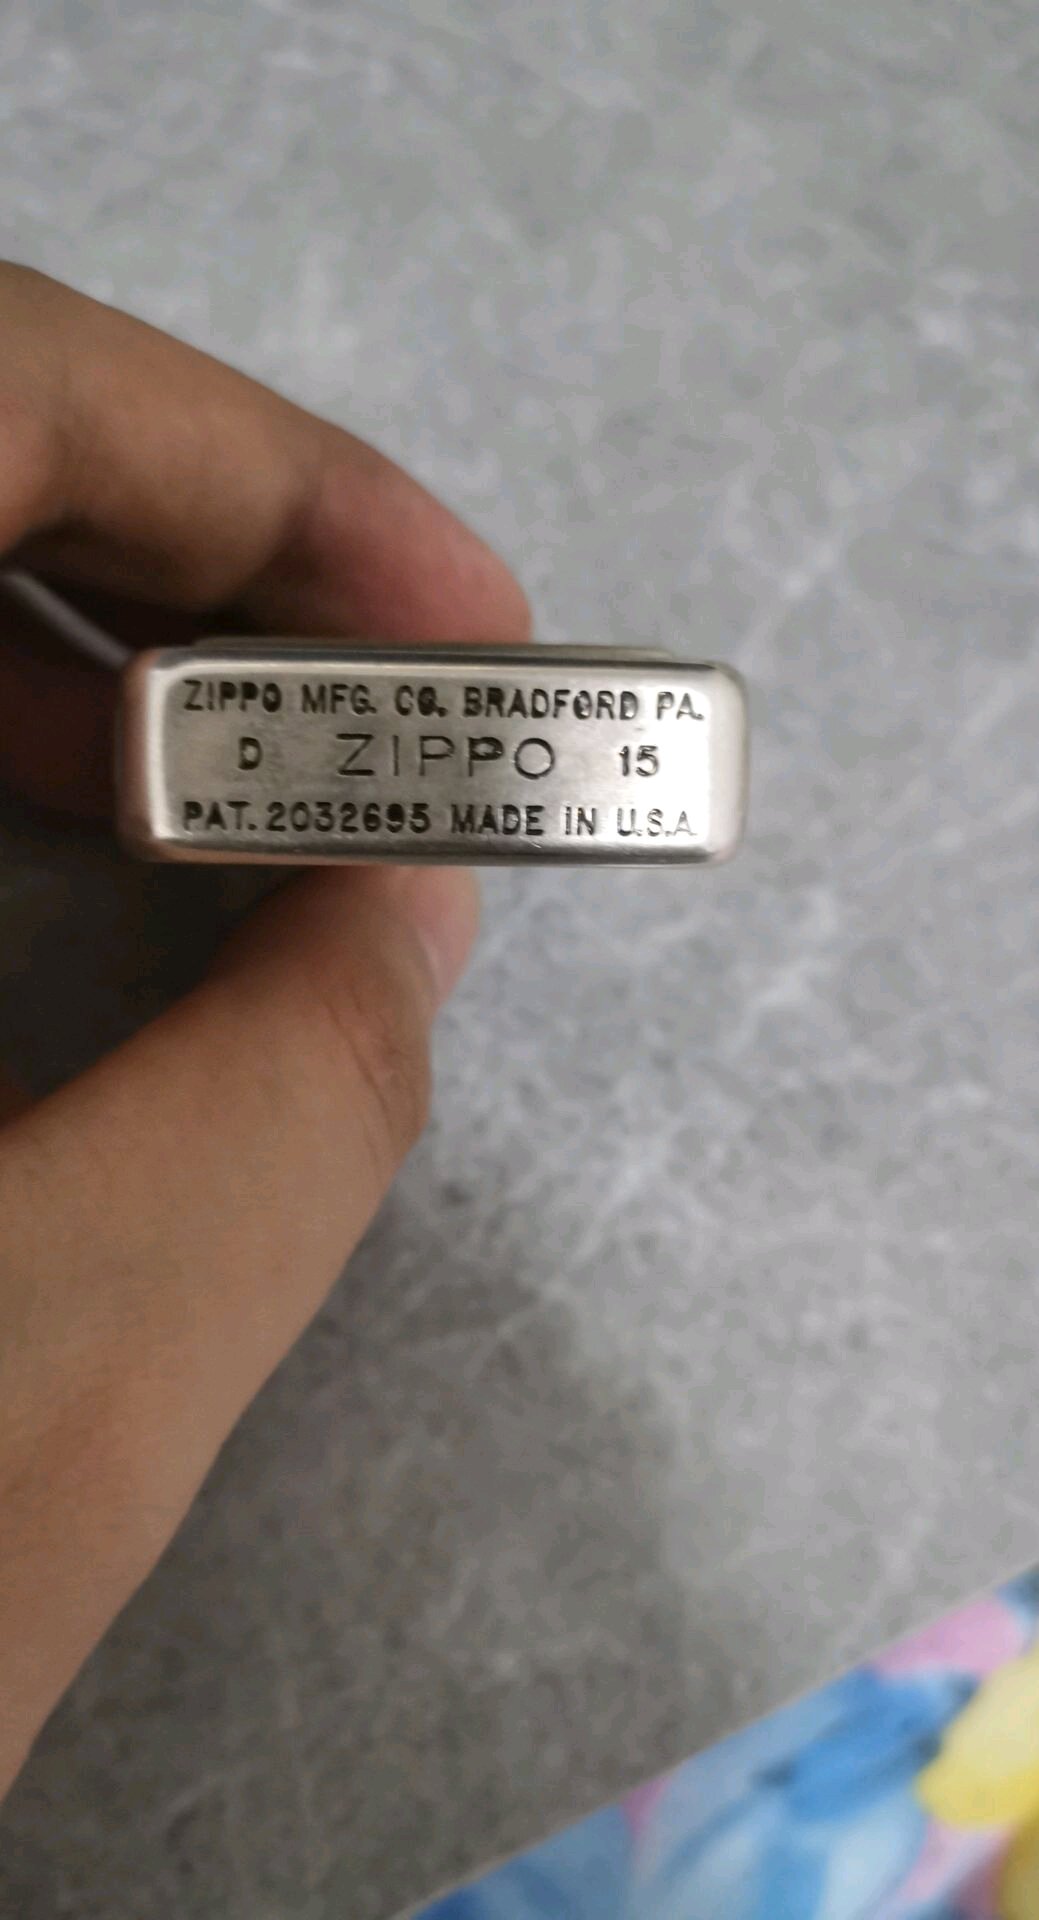 ZIPPO MFG. CO. BRADFORD PA.
D ZIPPO 15
PAT. 2032695 MADE IN U.S.A.